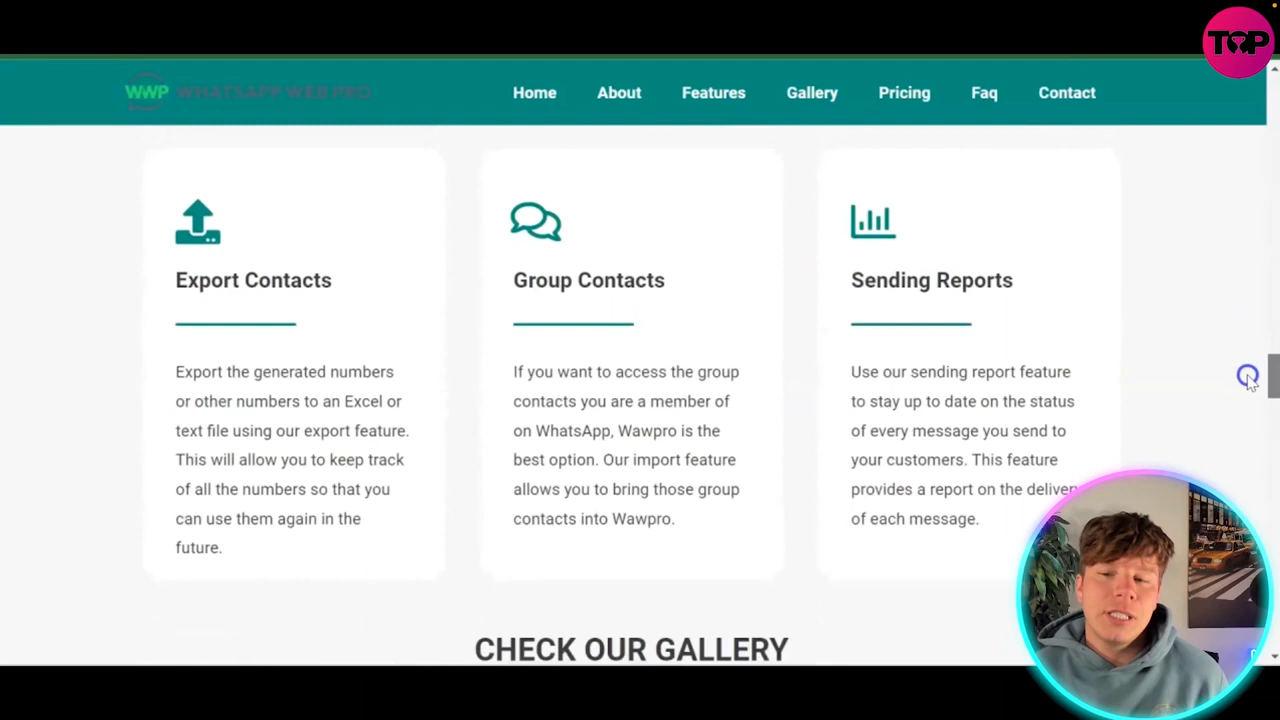 TOP
WWP WHATSAPP WEB PRO
Home About Features Gallery Pricing Faq Contact
Export Contacts
Export the generated numbers
or other numbers to an Excel or
text file using our export feature.
This will allow you to keep track
of all the numbers so that you
can use them again in the
future.
Group Contacts
If you want to access the group
contacts you are a member of
on WhatsApp, Wawpro is the
best option. Our import feature
allows you to bring those group
contacts into Wawpro.
Sending Reports
Use our sending report feature
to stay up to date on the status
of every message you send to
your customers. This feature
provides a report on the deliver
of each message.
CHECK OUR GALLERY